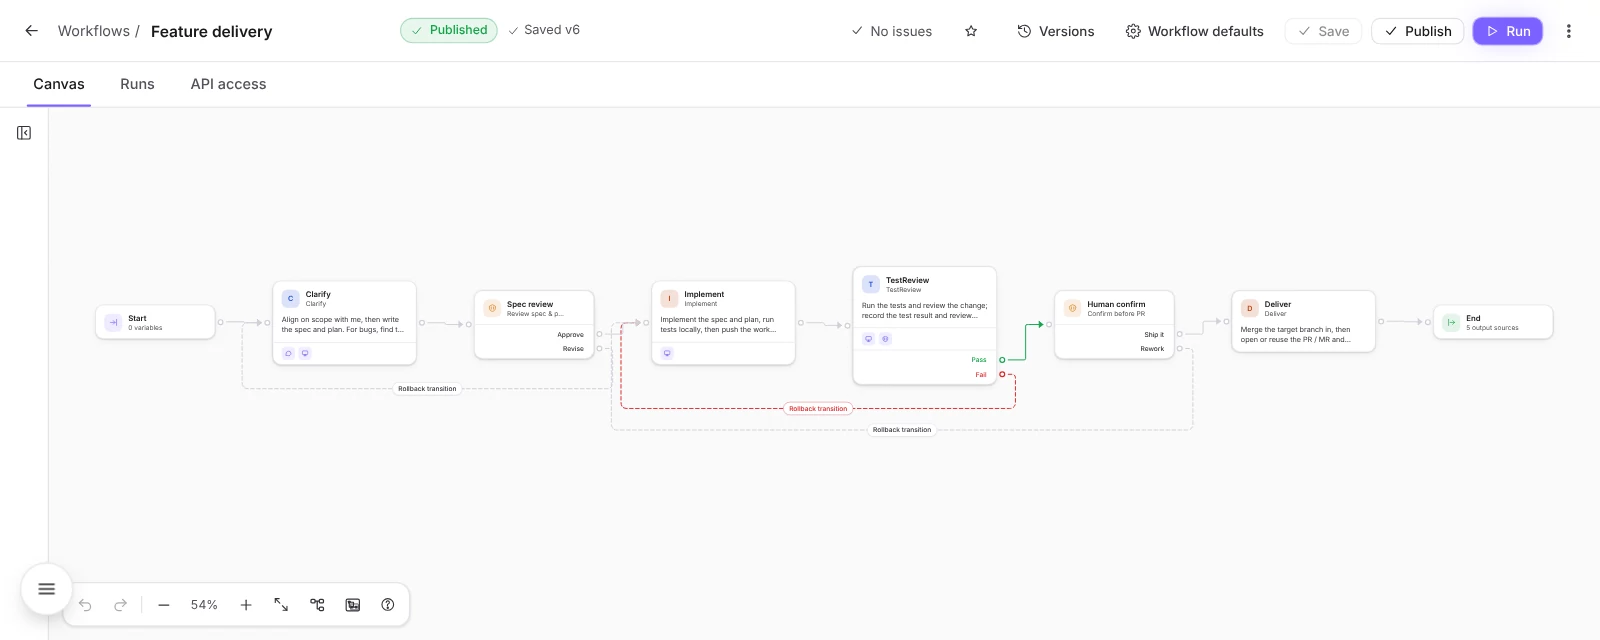 Workflows / Feature delivery
Published
Saved v6
No issues
Versions
Workflow defaults
Save
Publish
Run
Canvas
Runs
API access
Start
0 variables
C
Clarify
Clarify
Align on scope with me, then write
the spec and plan. For bugs, find t...
Spec review
Review spec & p...
Approve
Revise
I
Implement
Implement
Implement the spec and plan, run
tests locally, then push the work...
T
TestReview
TestReview
Run the tests and review the change;
record the test result and review...
Pass
Fail
Human confirm
Confirm before PR
Ship it
Rework
D
Deliver
Deliver
Merge the target branch in, then
open or reuse the PR / MR and...
End
5 output sources
Rollback transition
Rollback transition
Rollback transition
54%